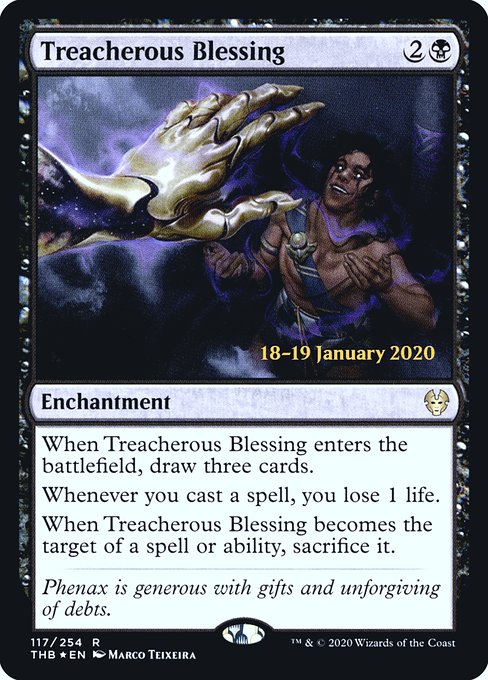 Treacherous Blessing 2
18–19 January 2020
Enchantment
When Treacherous Blessing enters the
battlefield, draw three cards.
Whenever you cast a spell, you lose 1 life.
When Treacherous Blessing becomes the
target of a spell or ability, sacrifice it.
Phenax is generous with gifts and unforgiving
of debts.
117/254 R
THB ★ EN Marco Teixeira
™ & © 2020 Wizards of the Coast